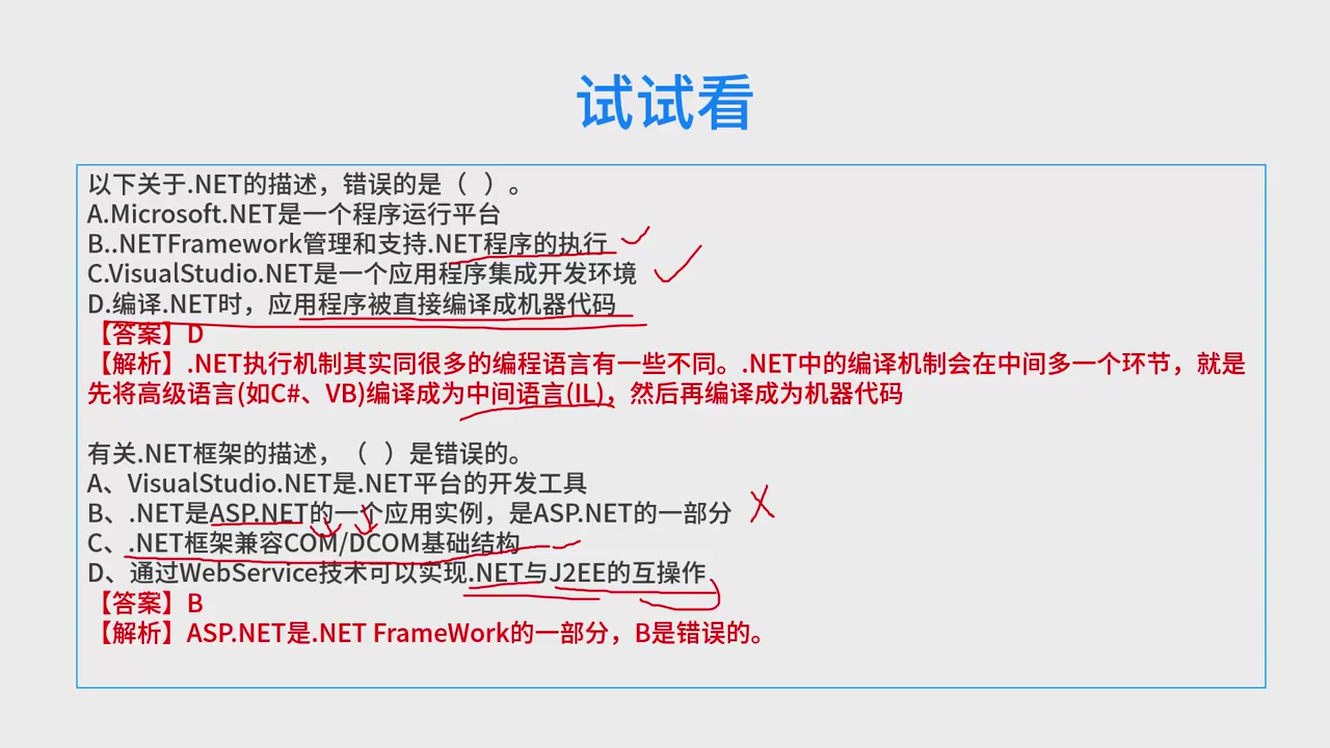 试试看
以下关于.NET的描述，错误的是（  ）。
A.Microsoft.NET是一个程序运行平台
B..NETFramework管理和支持.NET程序的执行
C.VisualStudio.NET是一个应用程序集成开发环境
D.编译.NET时，应用程序被直接编译成机器代码
【答案】D
【解析】.NET执行机制其实同很多的编程语言有一些不同。.NET中的编译机制会在中间多一个环节，就是
先将高级语言(如C#、VB)编译成为中间语言(IL)，然后再编译成为机器代码
有关.NET框架的描述，（  ）是错误的。
A、VisualStudio.NET是.NET平台的开发工具
B、.NET是ASP.NET的一个应用实例，是ASP.NET的一部分
C、.NET框架兼容COM/DCOM基础结构
D、通过WebService技术可以实现.NET与J2EE的互操作
【答案】B
【解析】ASP.NET是.NET FrameWork的一部分，B是错误的。